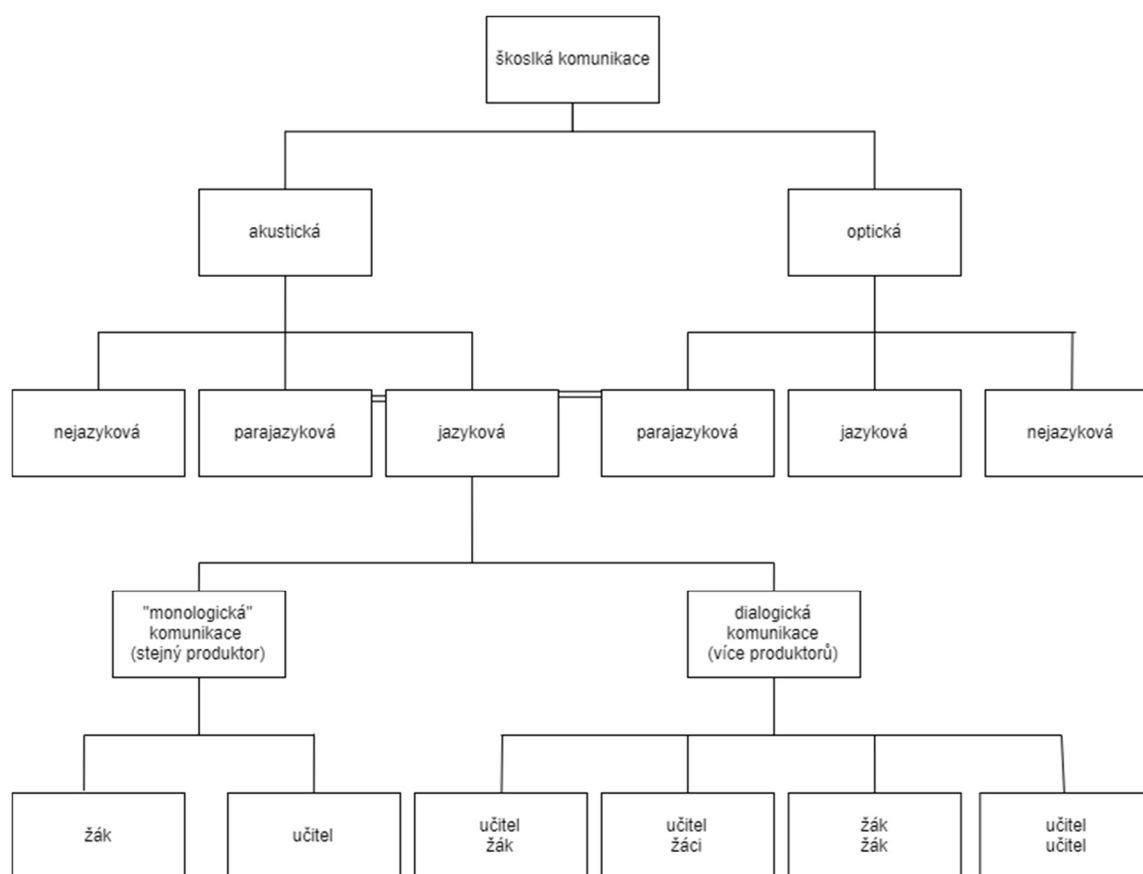 škoslká komunikace
akustická
optická
nejazyková
parajazyková
jazyková
parajazyková
jazyková
nejazyková
"monologická"
komunikace
(stejný produktor)
dialogická
komunikace
(více produktorů)
žák
učitel
učitel
žák
učitel
žáci
žák
žák
učitel
učitel